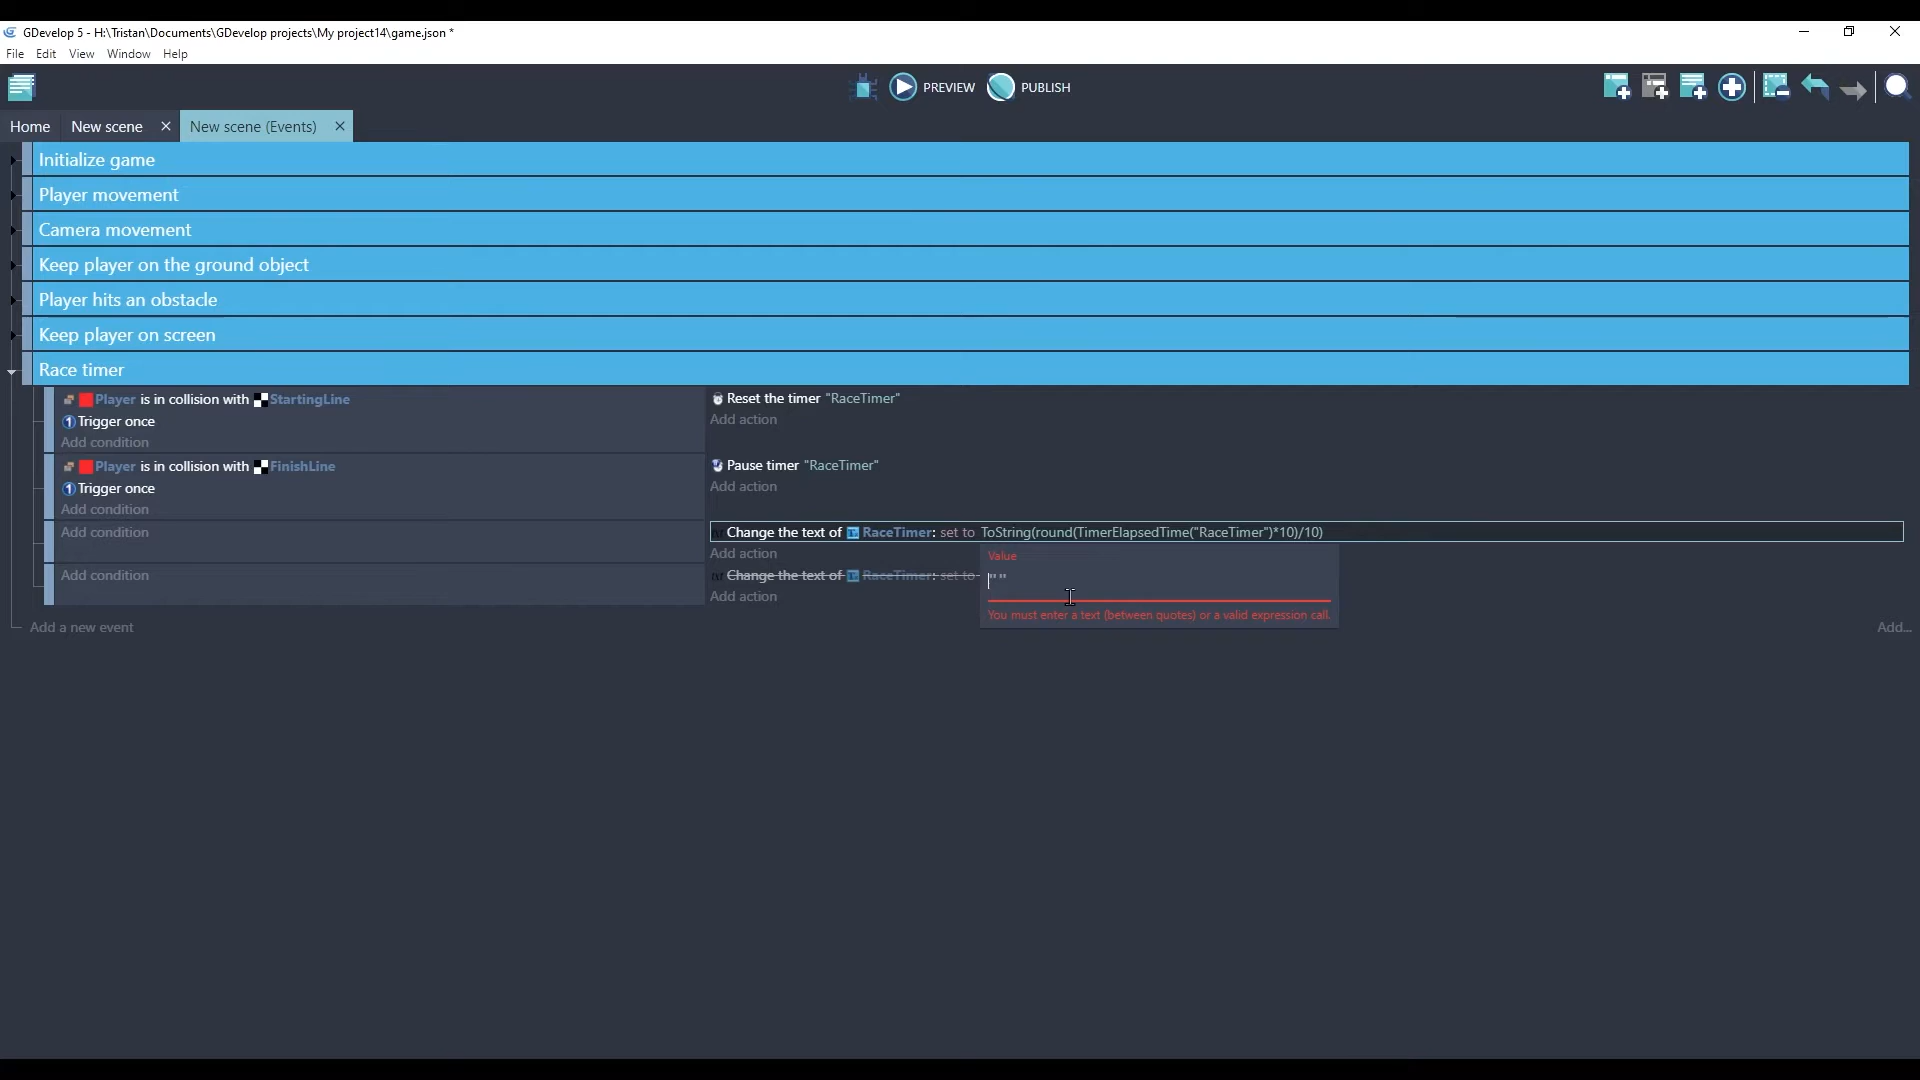 GDevelop 5 - H:\Tristan\Documents\GDevelop projects\My project14\game.json *
File Edit View Window Help
PREVIEW PUBLISH
Home New scene New scene (Events)
Initialize game
Player movement
Camera movement
Keep player on the ground object
Player hits an obstacle
Keep player on screen
Race timer
Player is in collision with StartingLine
Reset the timer "RaceTimer"
Trigger once
Add action
Add condition
Player is in collision with FinishLine
Pause timer "RaceTimer"
Trigger once
Add action
Add condition
Add condition
Change the text of RaceTimer: set to ToString(round(TimerElapsedTime("RaceTimer")*10)/10)
Add action
Value
Add condition
Change the text of RaceTimer: set to
" "
Add action
You must enter a text (between quotes) or a valid expression call.
Add a new event
Add...